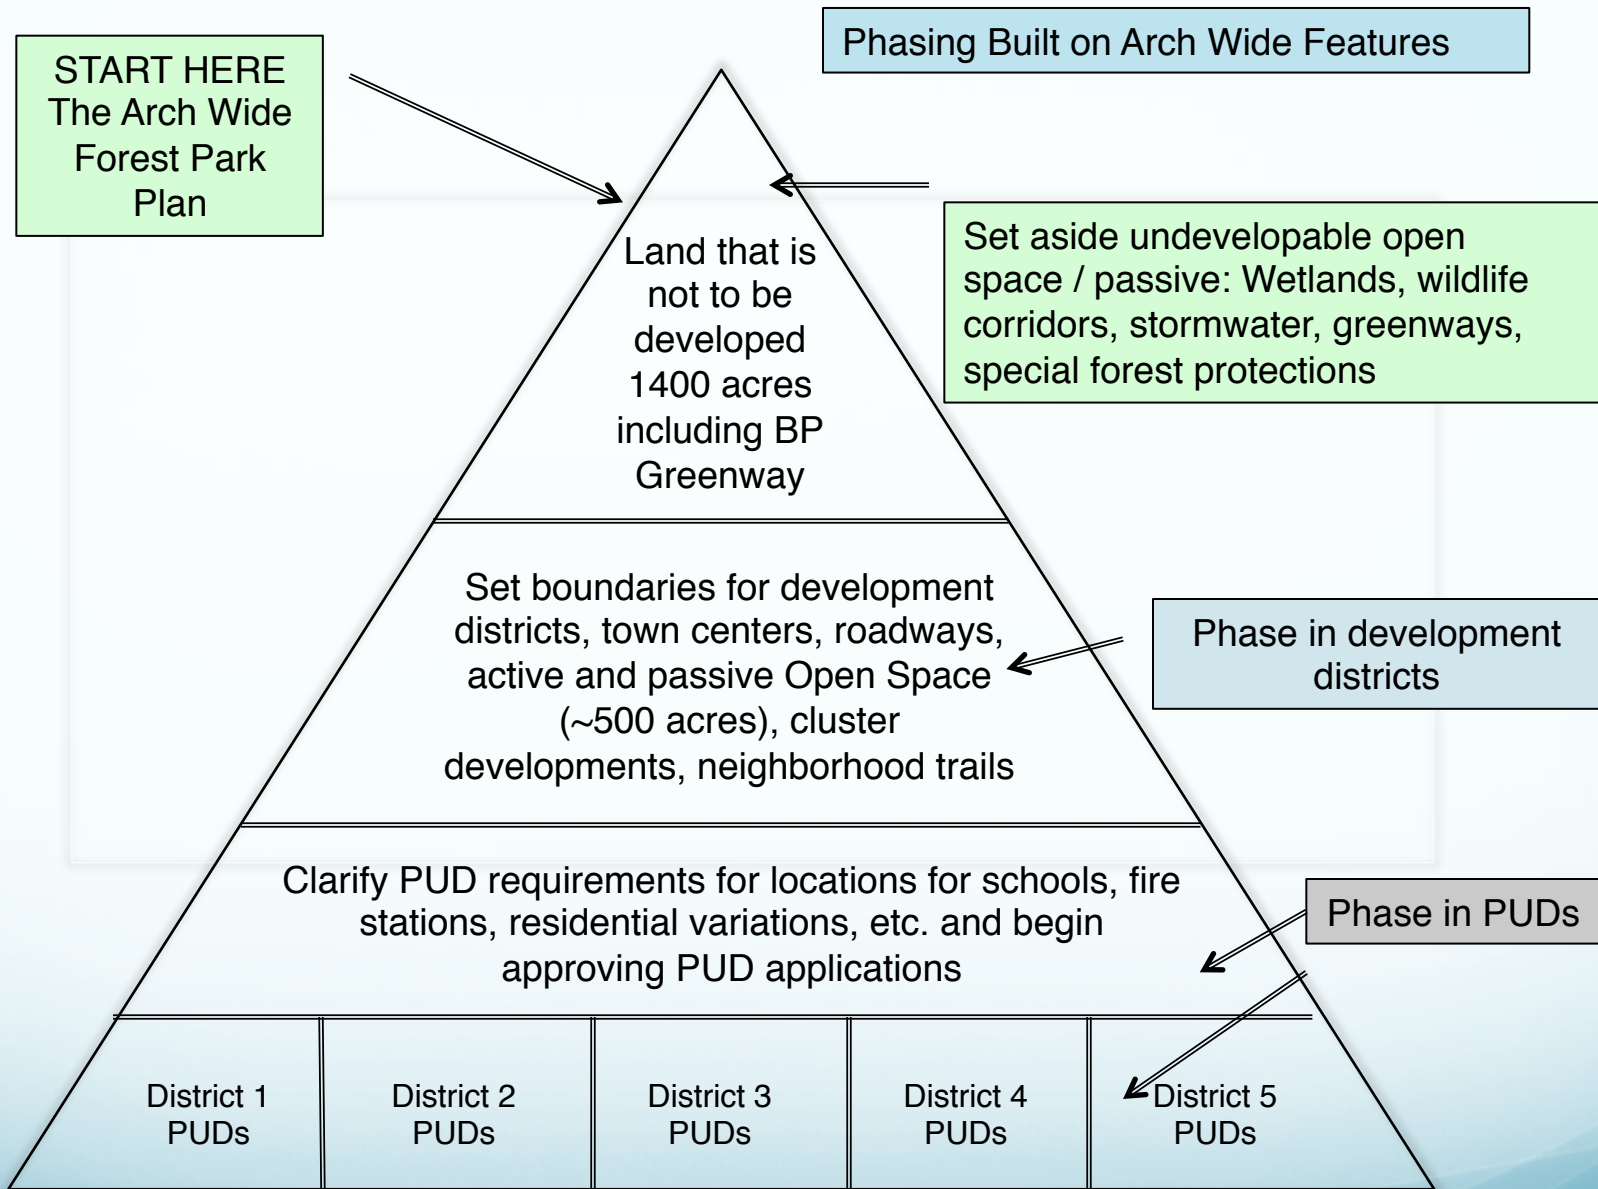 Phasing Built on Arch Wide Features
START HERE
The Arch Wide
Forest Park
Plan
Set aside undevelopable open
space / passive: Wetlands, wildlife
corridors, stormwater, greenways,
special forest protections
Land that is
not to be
developed
1400 acres
including BP
Greenway
Set boundaries for development
districts, town centers, roadways,
active and passive Open Space
(~500 acres), cluster
developments, neighborhood trails
Phase in development
districts
Clarify PUD requirements for locations for schools, fire
stations, residential variations, etc. and begin
approving PUD applications
Phase in PUDs
District 1
PUDs
District 2
PUDs
District 3
PUDs
District 4
PUDs
District 5
PUDs